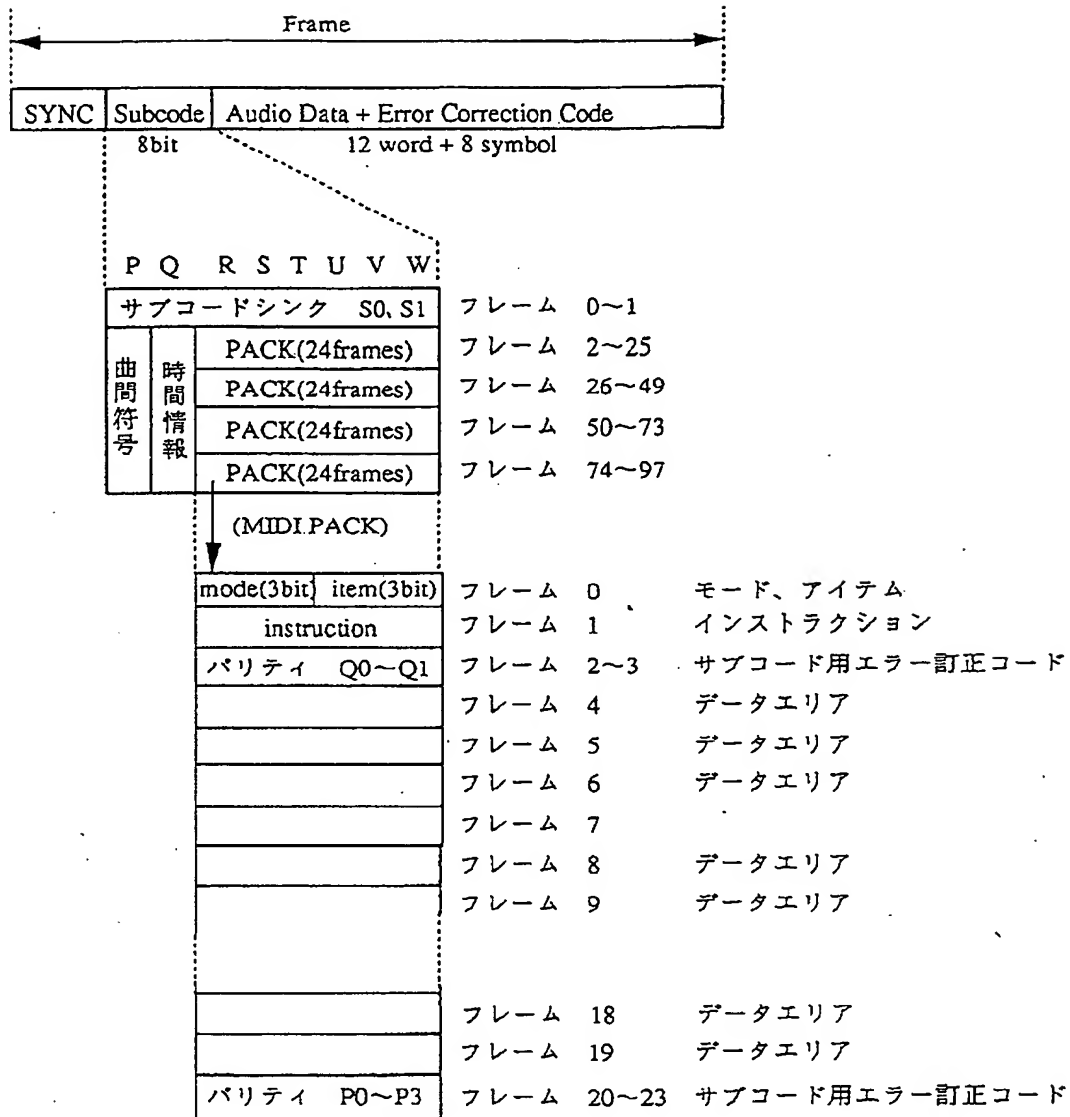 Frame
SYNC Subcode Audio Data + Error Correction Code
8bit 12 word + 8 symbol
P Q R S T U V W
サブコードシンク S0、S1 フレーム 0~1
曲間符号
時間情報
PACK(24frames) フレーム 2~25
PACK(24frames) フレーム 26~49
PACK(24frames) フレーム 50~73
PACK(24frames) フレーム 74~97
(MIDI.PACK)
mode(3bit) item(3bit) フレーム 0 モード、アイテム
instruction フレーム 1 インストラクション
パリティ Q0~Q1 フレーム 2~3 サブコード用エラー訂正コード
フレーム 4 データエリア
フレーム 5 データエリア
フレーム 6 データエリア
フレーム 7
フレーム 8 データエリア
フレーム 9 データエリア
フレーム 18 データエリア
フレーム 19 データエリア
パリティ P0~P3 フレーム 20~23 サブコード用エラー訂正コード